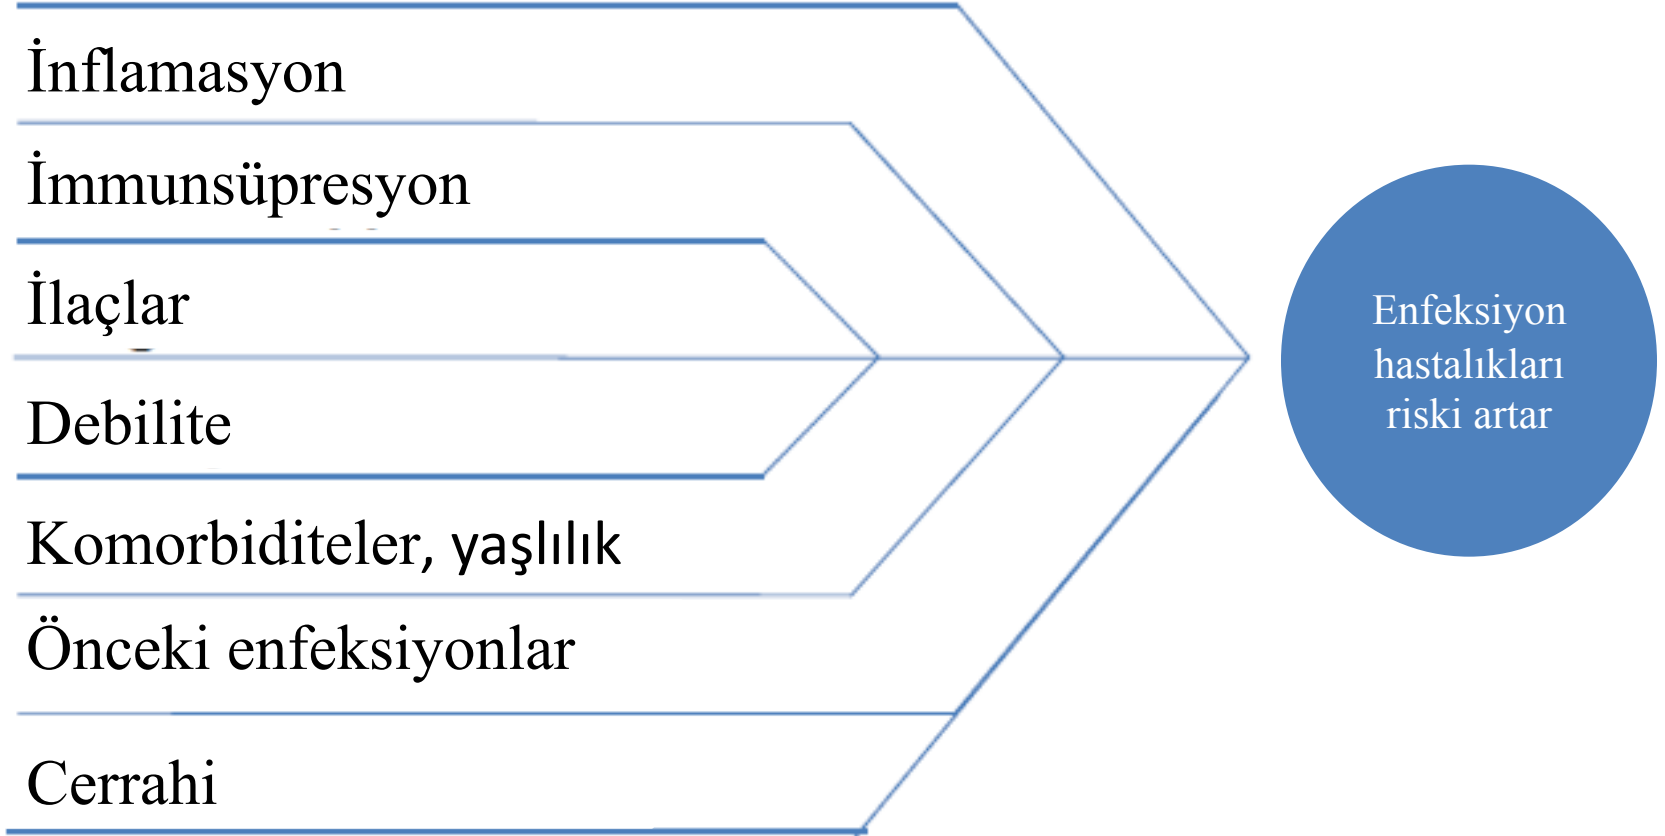 İnflamasyon
İmmunsüpresyon
İlaçlar
Debilite
Komorbiditeler, yaşlılık
Önceki enfeksiyonlar
Cerrahi
Enfeksiyon
hastalıkları
riski artar